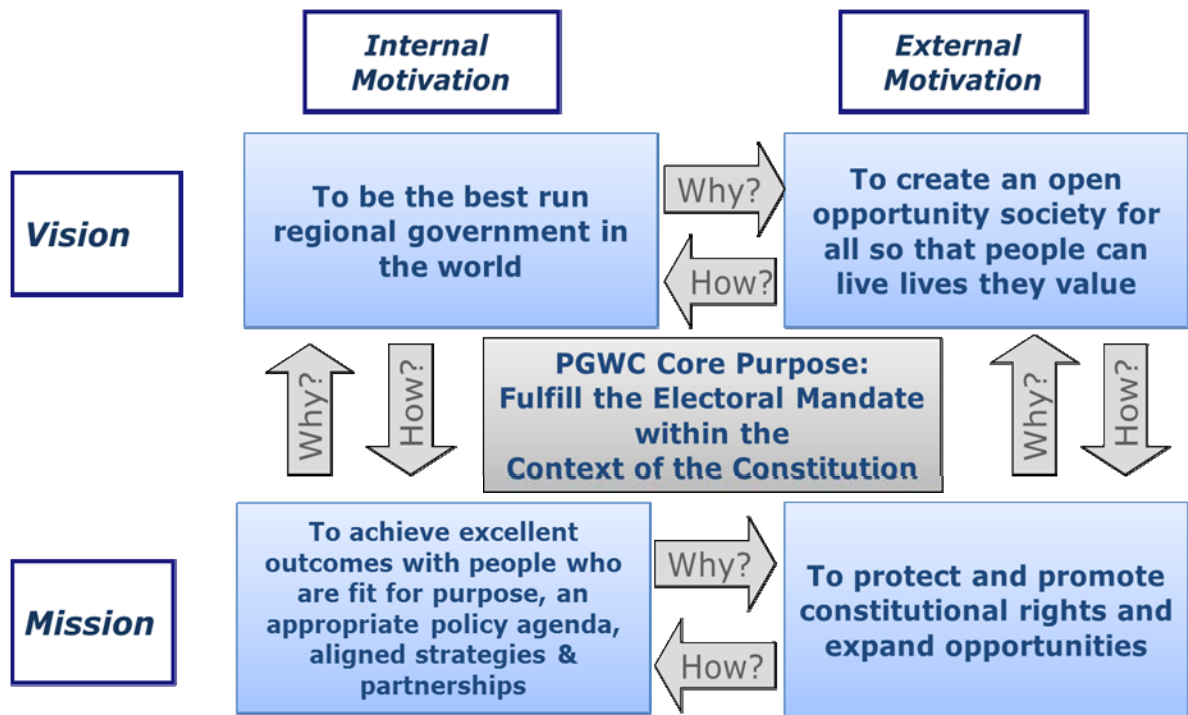 Internal
Motivation
External
Motivation
Vision
To be the best run
regional government in
the world
Why?
How?
To create an open
opportunity society for
all so that people can
live lives they value
Why?
How?
PGWC Core Purpose:
Fulfill the Electoral Mandate
within the
Context of the Constitution
Why?
How?
Mission
To achieve excellent
outcomes with people who
are fit for purpose, an
appropriate policy agenda,
aligned strategies &
partnerships
Why?
How?
To protect and promote
constitutional rights and
expand opportunities